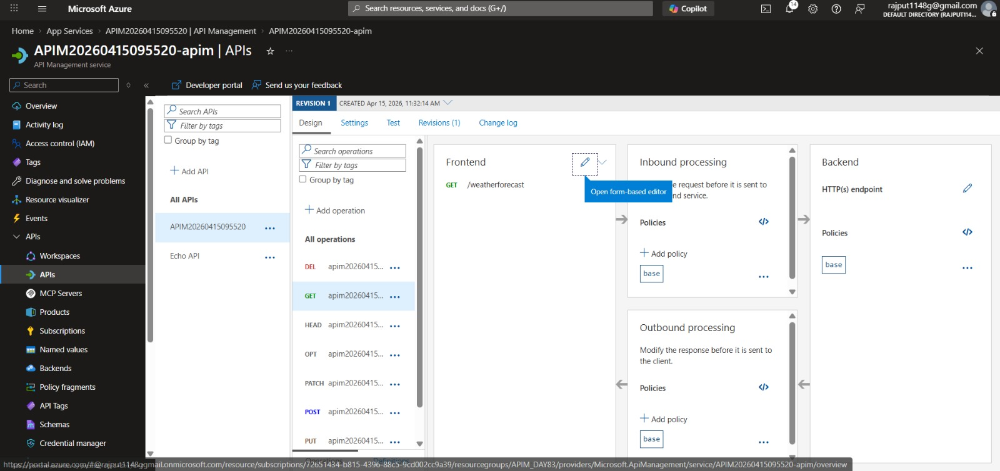 Microsoft Azure
Search resources, services, and docs (G+/)
Copilot
14
rajput1148g@gmail.com
DEFAULT DIRECTORY (RAJPUT114...
Home > App Services > APIM20260415095520 | API Management > APIM20260415095520-apim
APIM20260415095520-apim | APIs
API Management service
Search
Developer portal
Send us your feedback
Overview
Activity log
Access control (IAM)
Tags
Diagnose and solve problems
Resource visualizer
Events
APIs
Workspaces
APIs
MCP Servers
Products
Subscriptions
Named values
Backends
Policy fragments
API Tags
Schemas
Credential manager
Search APIs
Filter by tags
Group by tag
Add API
All APIs
APIM20260415095520
Echo API
REVISION 1
CREATED Apr 15, 2026, 11:32:14 AM
Design
Settings
Test
Revisions (1)
Change log
Search operations
Filter by tags
Group by tag
Add operation
All operations
DEL apim20260415...
GET apim20260415...
HEAD apim20260415...
OPT apim20260415...
PATCH apim20260415...
POST apim20260415...
PUT apim20260415...
Frontend
GET /weatherforecast
Open form-based editor
Inbound processing
request before it is sent to
service.
Policies
Add policy
base
Outbound processing
Modify the response before it is sent to
the client.
Policies
Add policy
base
Backend
HTTP(s) endpoint
Policies
base
https://portal.azure.com/#@rajput1148ggmail.onmicrosoft.com/resource/subscriptions/72651434-b815-4396-88c5-9cd002cc9a39/resourcegroups/APIM_DAY83/providers/Microsoft.ApiManagement/service/APIM20260415095520-apim/overview